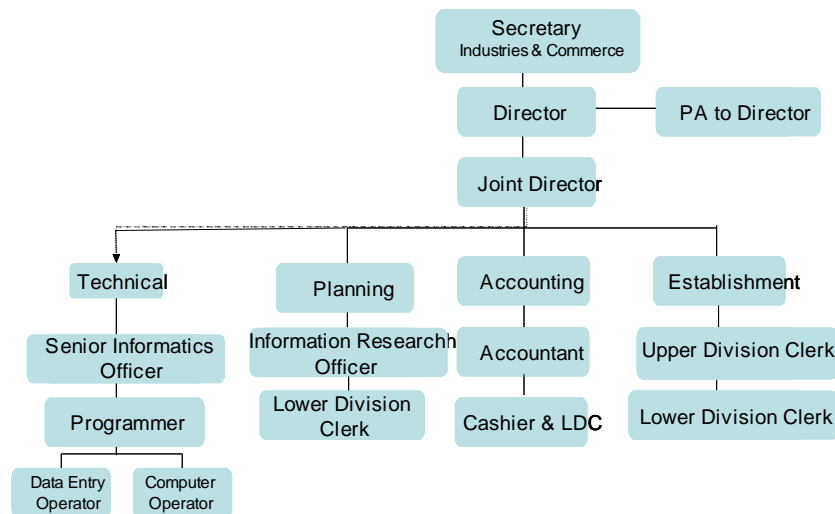 Secretary
Industries & Commerce
Director
PA to Director
Joint Director
Technical
Planning
Accounting
Establishment
Senior Informatics
Officer
Information Researchh
Officer
Accountant
Upper Division Clerk
Programmer
Lower Division
Clerk
Cashier & LDC
Lower Division Clerk
Data Entry
Operator
Computer
Operator